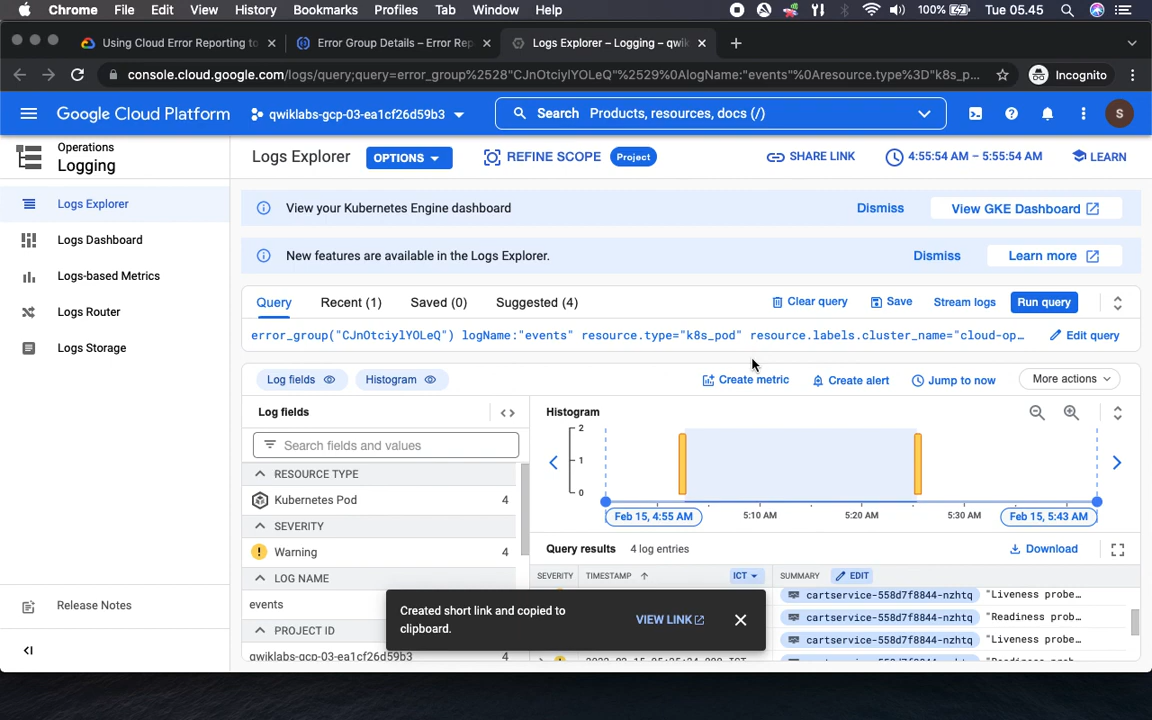 Chrome File Edit View History Bookmarks Profiles Tab Window Help 100% Tue 05.45
Using Cloud Error Reporting to
Error Group Details – Error Rep
Logs Explorer – Logging – qwik
console.cloud.google.com/logs/query;query=error_group%2528"CJnOtciylYOLeQ"%2529%0AlogName:"events"%0Aresource.type%3D"k8s_p...
Incognito
Google Cloud Platform
qwiklabs-gcp-03-ea1cf26d59b3
Search Products, resources, docs (/)
S
Operations
Logging
Logs Explorer
Logs Dashboard
Logs-based Metrics
Logs Router
Logs Storage
Release Notes
Logs Explorer
OPTIONS
REFINE SCOPE
Project
SHARE LINK
4:55:54 AM – 5:55:54 AM
LEARN
View your Kubernetes Engine dashboard
Dismiss
View GKE Dashboard
New features are available in the Logs Explorer.
Dismiss
Learn more
Query
Recent (1)
Saved (0)
Suggested (4)
Clear query
Save
Stream logs
Run query
error_group("CJnOtciylYOLeQ") logName:"events" resource.type="k8s_pod" resource.labels.cluster_name="cloud-op...
Edit query
Log fields
Histogram
Create metric
Create alert
Jump to now
More actions
Log fields
Search fields and values
RESOURCE TYPE
Kubernetes Pod 4
SEVERITY
Warning 4
LOG NAME
events
PROJECT ID
qwiklabs-gcp-03-ea1cf26d59b3 4
Histogram
2
1
0
Feb 15, 4:55 AM
5:10 AM
5:20 AM
5:30 AM
Feb 15, 5:43 AM
Query results 4 log entries
Download
SEVERITY TIMESTAMP ICT SUMMARY EDIT
cartservice-558d7f8844-nzhtq "Liveness probe…
cartservice-558d7f8844-nzhtq "Readiness prob…
cartservice-558d7f8844-nzhtq "Liveness probe…
Created short link and copied to
clipboard.
VIEW LINK